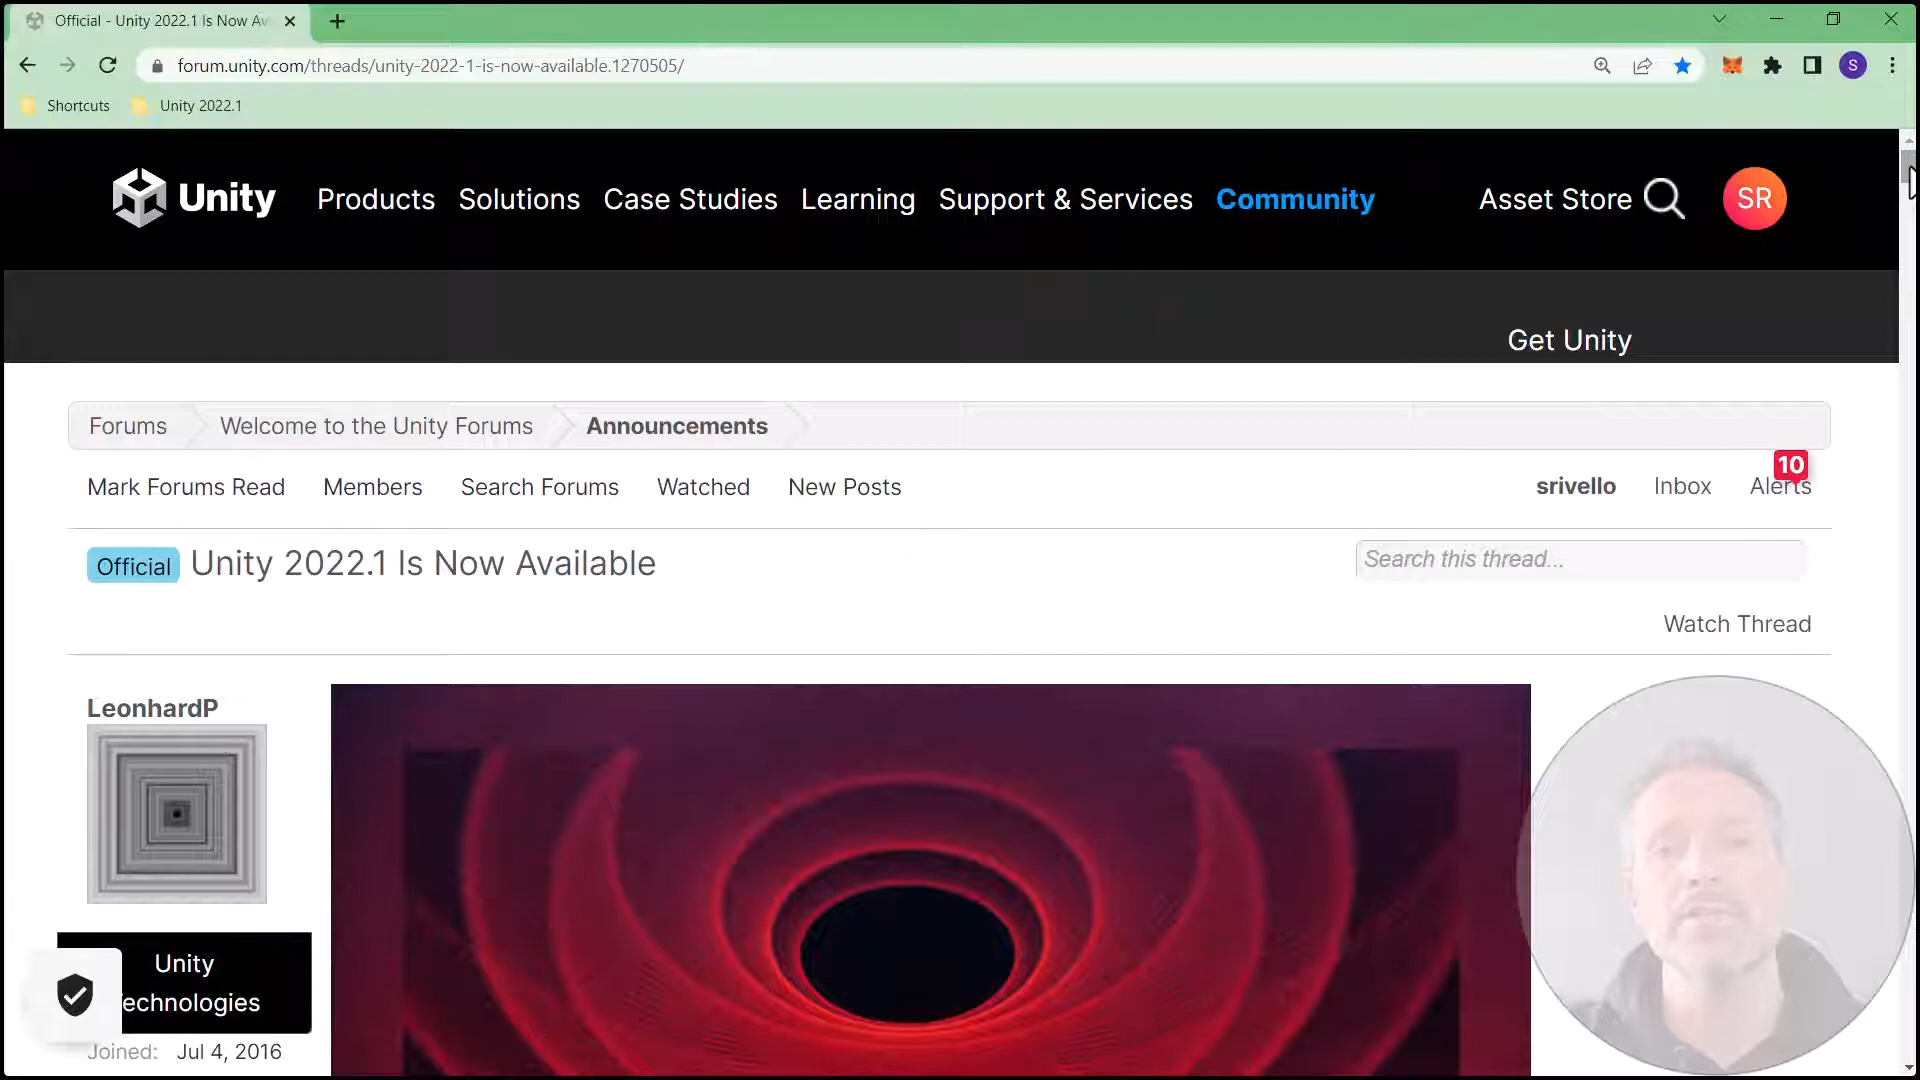 Official - Unity 2022.1 Is Now Av
forum.unity.com/threads/unity-2022-1-is-now-available.1270505/
S
Shortcuts
Unity 2022.1
Unity
Products
Solutions
Case Studies
Learning
Support & Services
Community
Asset Store
SR
Get Unity
Forums
Welcome to the Unity Forums
Announcements
10
Mark Forums Read
Members
Search Forums
Watched
New Posts
srivello
Inbox
Alerts
Official
Unity 2022.1 Is Now Available
Search this thread...
Watch Thread
LeonhardP
Unity
echnologies
Joined: Jul 4, 2016